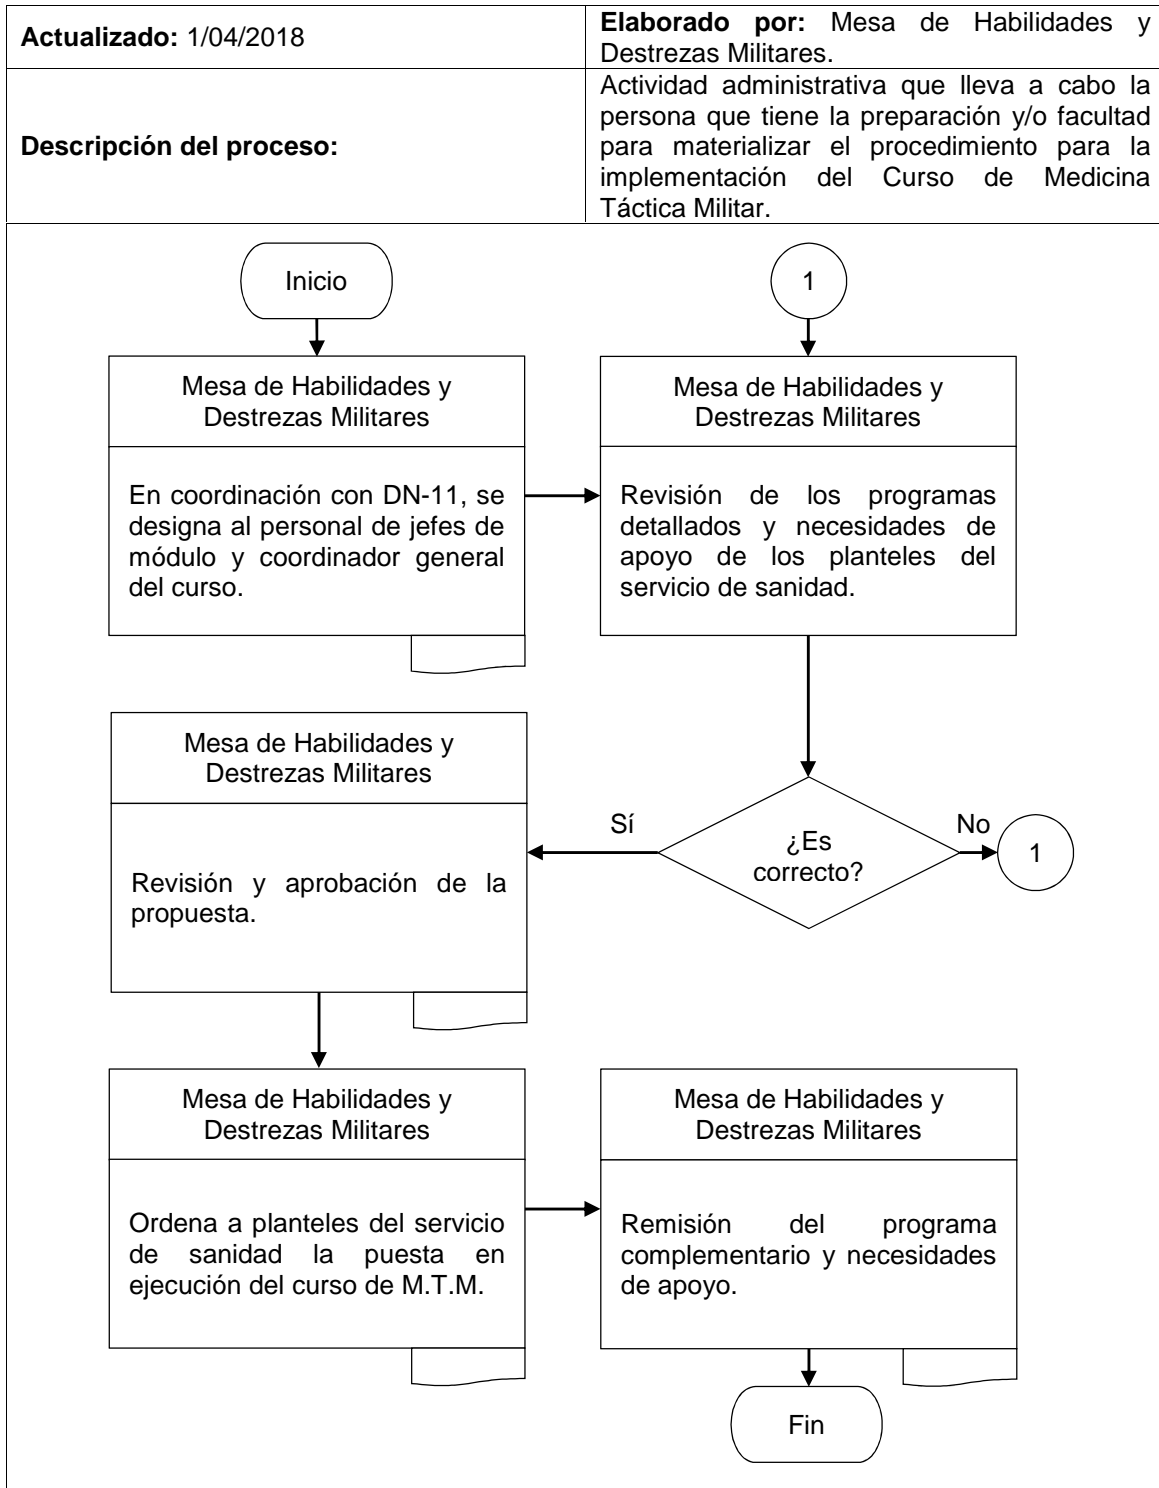 Actualizado: 1/04/2018
Elaborado por: Mesa de Habilidades y
Destrezas Militares.
Descripción del proceso:
Actividad administrativa que lleva a cabo la
persona que tiene la preparación y/o facultad
para materializar el procedimiento para la
implementación del Curso de Medicina
Táctica Militar.
Inicio
1
Mesa de Habilidades y
Destrezas Militares
En coordinación con DN-11, se
designa al personal de jefes de
módulo y coordinador general
del curso.
Mesa de Habilidades y
Destrezas Militares
Revisión de los programas
detallados y necesidades de
apoyo de los planteles del
servicio de sanidad.
Mesa de Habilidades y
Destrezas Militares
Revisión y aprobación de la
propuesta.
Sí
¿Es
correcto?
No
1
Mesa de Habilidades y
Destrezas Militares
Ordena a planteles del servicio
de sanidad la puesta en
ejecución del curso de M.T.M.
Mesa de Habilidades y
Destrezas Militares
Remisión del programa
complementario y necesidades
de apoyo.
Fin